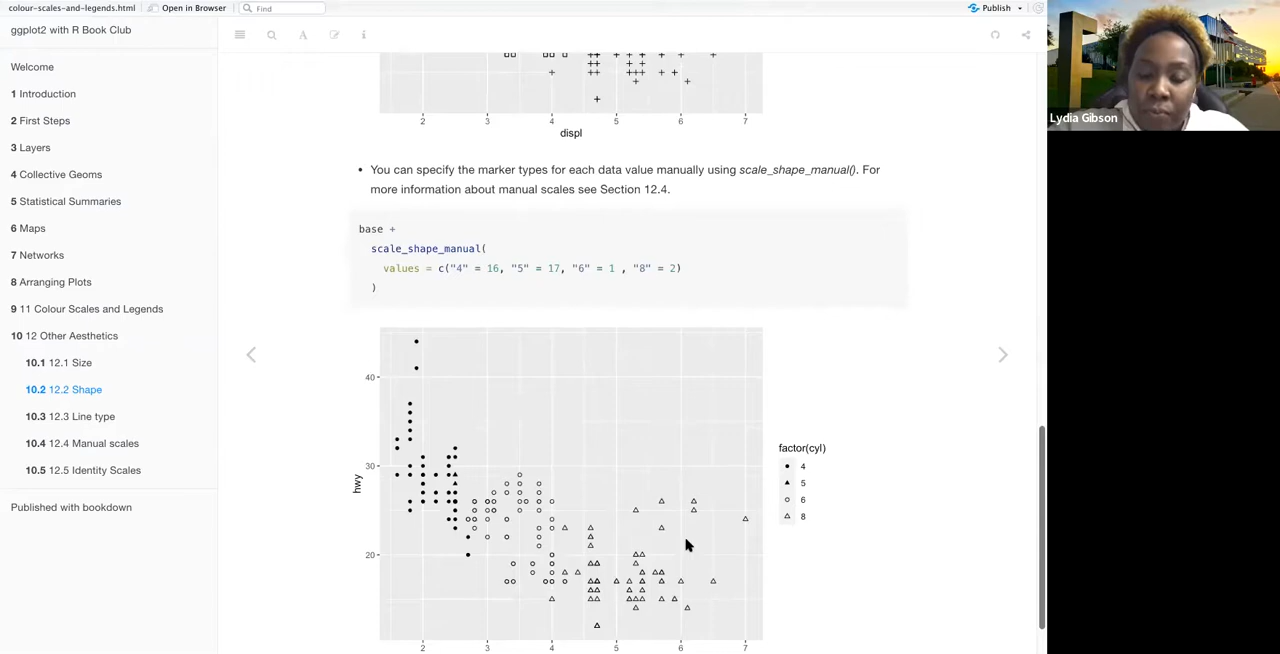 colour-scales-and-legends.html Open in Browser Find Publish
ggplot2 with R Book Club
Welcome
1 Introduction
2 First Steps
3 Layers
4 Collective Geoms
5 Statistical Summaries
6 Maps
7 Networks
8 Arranging Plots
9 11 Colour Scales and Legends
10 12 Other Aesthetics
10.1 12.1 Size
10.2 12.2 Shape
10.3 12.3 Line type
10.4 12.4 Manual scales
10.5 12.5 Identity Scales
Published with bookdown
2 3 4 5 6 7
displ
• You can specify the marker types for each data value manually using scale_shape_manual(). For
more information about manual scales see Section 12.4.
base +
scale_shape_manual(
values = c("4" = 16, "5" = 17, "6" = 1 , "8" = 2)
)
40
30
20
hwy
2 3 4 5 6 7
factor(cyl)
4
5
6
8
Lydia Gibson